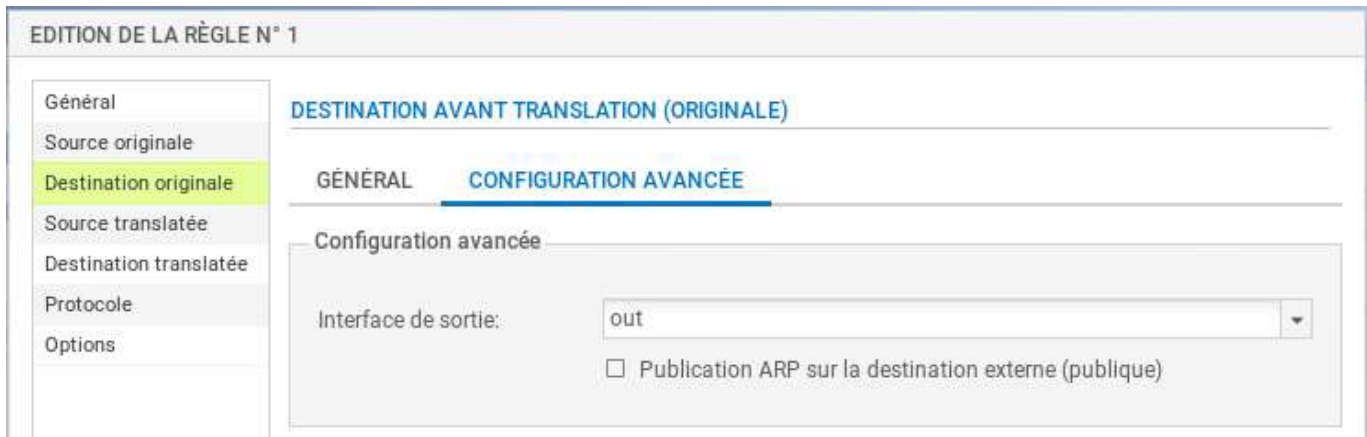 EDITION DE LA RÈGLE N° 1
Général
Source originale
Destination originale
Source translatée
Destination translatée
Protocole
Options
DESTINATION AVANT TRANSLATION (ORIGINALE)
GÉNÉRAL CONFIGURATION AVANCÉE
Configuration avancée
Interface de sortie: out
Publication ARP sur la destination externe (publique)